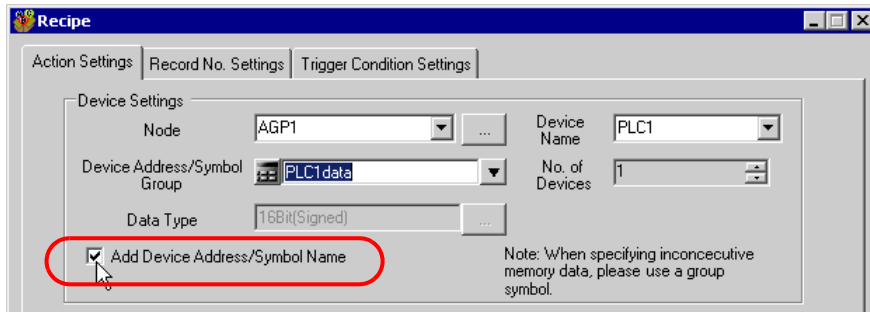 Recipe
Action Settings Record No. Settings Trigger Condition Settings
Device Settings
Node AGP1 ... Device Name PLC1
Device Address/Symbol Group PLC1data No. of Devices 1
Data Type 16Bit(Signed) ...
Add Device Address/Symbol Name
Note: When specifying inconcecutive
memory data, please use a group
symbol.